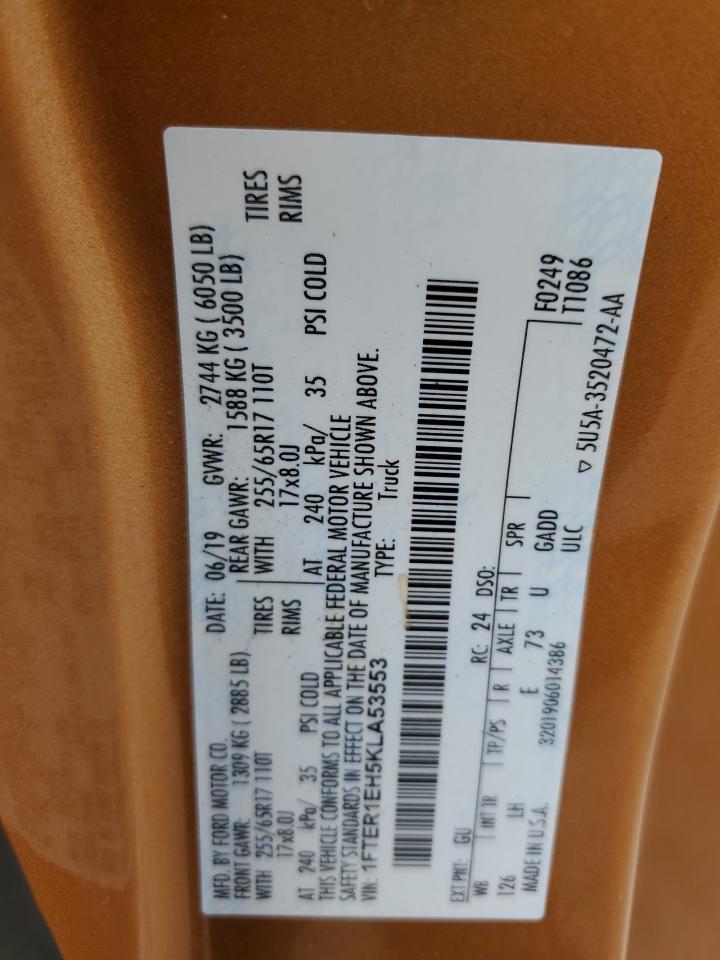 MFD. BY FORD MOTOR CO. DATE: 06/19 GVWR: 2744 KG ( 6050 LB)
FRONT GAWR: 1309 KG ( 2885 LB) REAR GAWR: 1588 KG ( 3500 LB)
WITH 255/65R17 110T TIRES WITH 255/65R17 110T TIRES
17x8.0J RIMS 17x8.0J RIMS
AT 240 kPa/ 35 PSI COLD AT 240 kPa/ 35 PSI COLD
THIS VEHICLE CONFORMS TO ALL APPLICABLE FEDERAL MOTOR VEHICLE
SAFETY STANDARDS IN EFFECT ON THE DATE OF MANUFACTURE SHOWN ABOVE.
VIN: 1FTER1EH5KLA53553 TYPE: Truck
EXT PNT: GU RC: 24 DSO: F0249
WB INT TR TP/PS R AXLE TR SPR T1086
126 LH E 73 U GADD
MADE IN U.S.A. 3201906014386 ULC
▽ 5U5A-3520472-AA